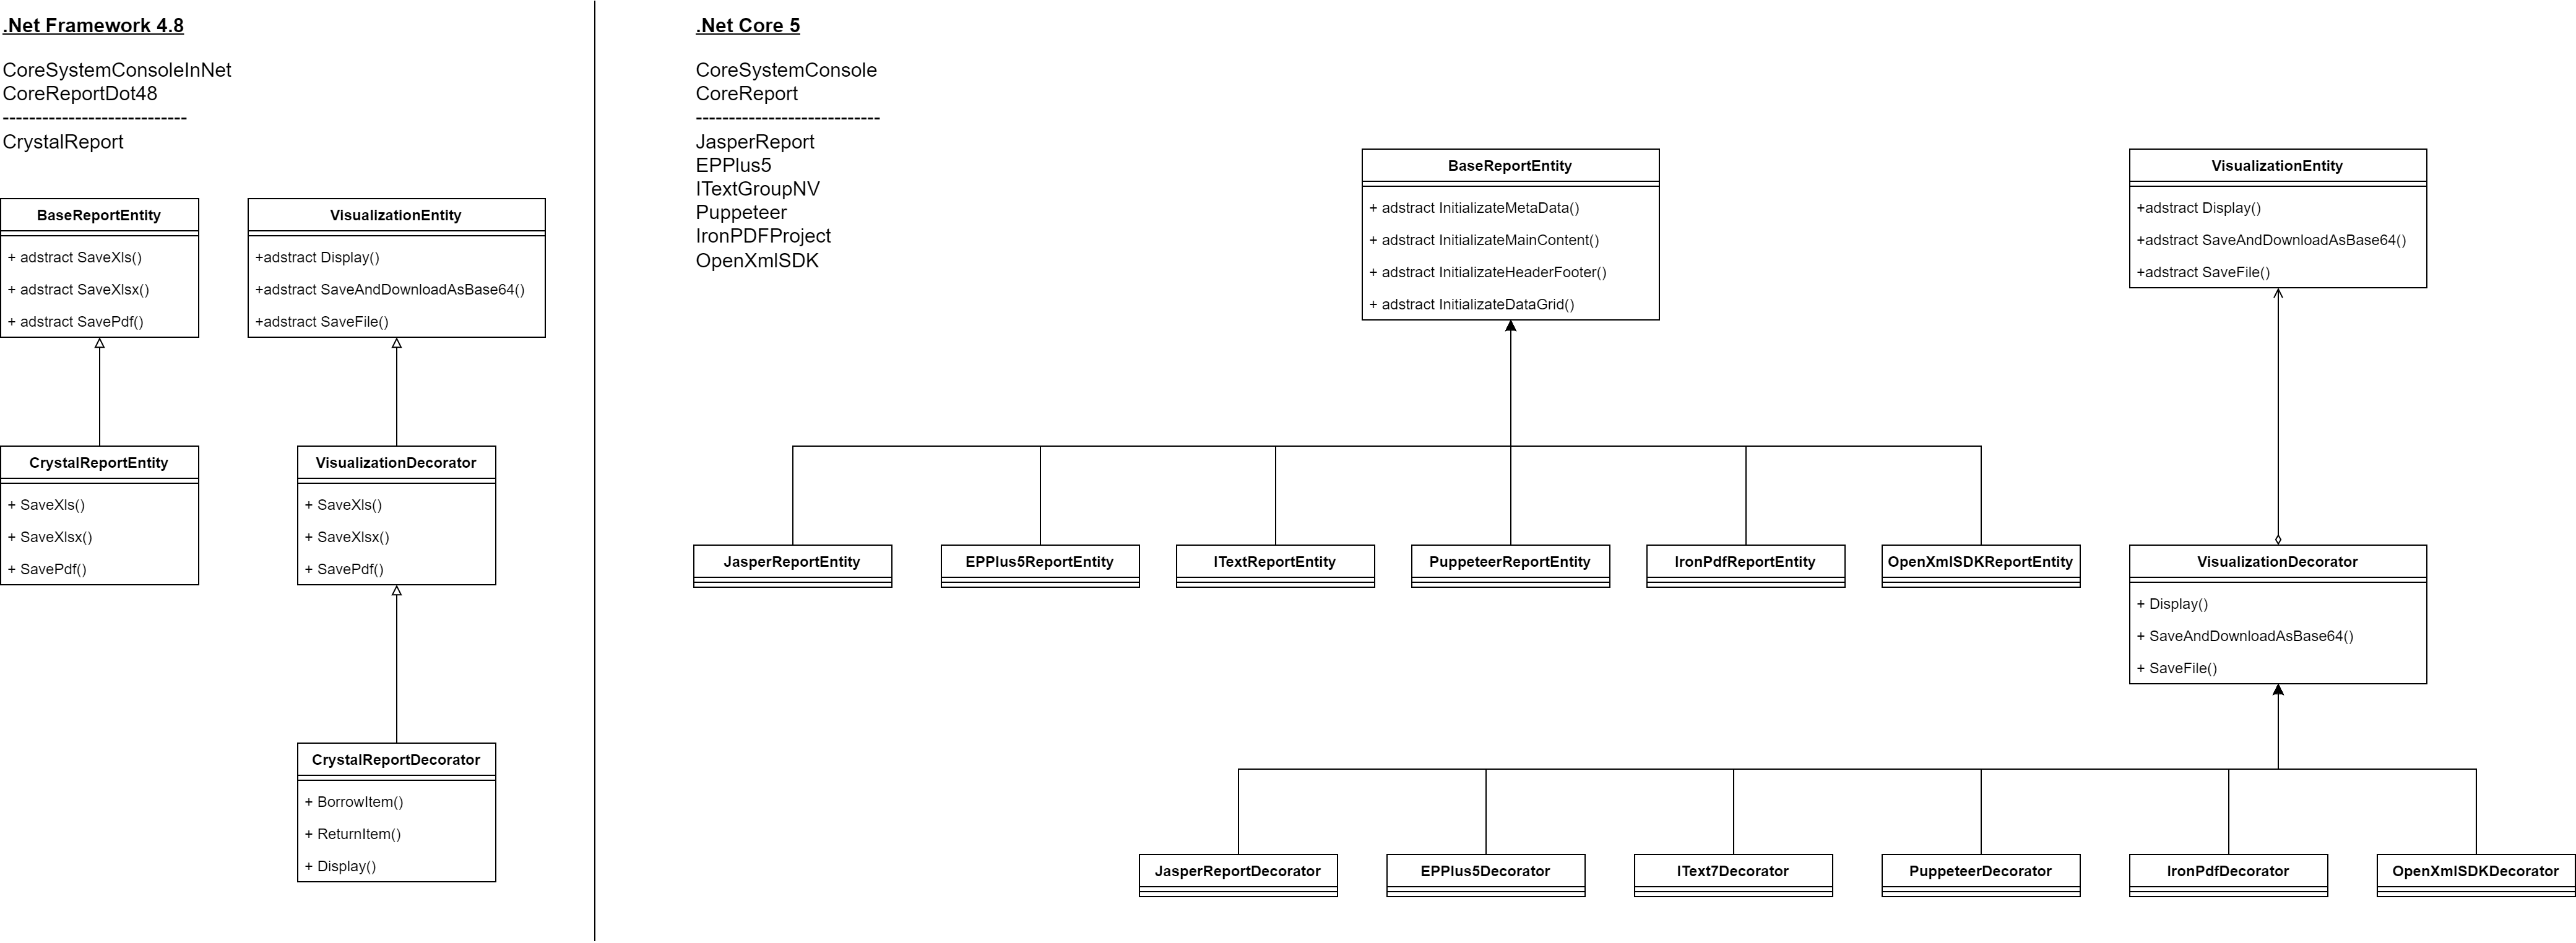 .Net Framework 4.8
CoreSystemConsoleInNet
CoreReportDot48
----------------------------
CrystalReport
BaseReportEntity
+ adstract SaveXls()
+ adstract SaveXlsx()
+ adstract SavePdf()
VisualizationEntity
+adstract Display()
+adstract SaveAndDownloadAsBase64()
+adstract SaveFile()
CrystalReportEntity
+ SaveXls()
+ SaveXlsx()
+ SavePdf()
VisualizationDecorator
+ SaveXls()
+ SaveXlsx()
+ SavePdf()
CrystalReportDecorator
+ BorrowItem()
+ ReturnItem()
+ Display()
.Net Core 5
CoreSystemConsole
CoreReport
----------------------------
JasperReport
EPPlus5
ITextGroupNV
Puppeteer
IronPDFProject
OpenXmlSDK
BaseReportEntity
+ adstract InitializateMetaData()
+ adstract InitializateMainContent()
+ adstract InitializateHeaderFooter()
+ adstract InitializateDataGrid()
VisualizationEntity
+adstract Display()
+adstract SaveAndDownloadAsBase64()
+adstract SaveFile()
JasperReportEntity
EPPlus5ReportEntity
ITextReportEntity
PuppeteerReportEntity
IronPdfReportEntity
OpenXmlSDKReportEntity
VisualizationDecorator
+ Display()
+ SaveAndDownloadAsBase64()
+ SaveFile()
JasperReportDecorator
EPPlus5Decorator
IText7Decorator
PuppeteerDecorator
IronPdfDecorator
OpenXmlSDKDecorator